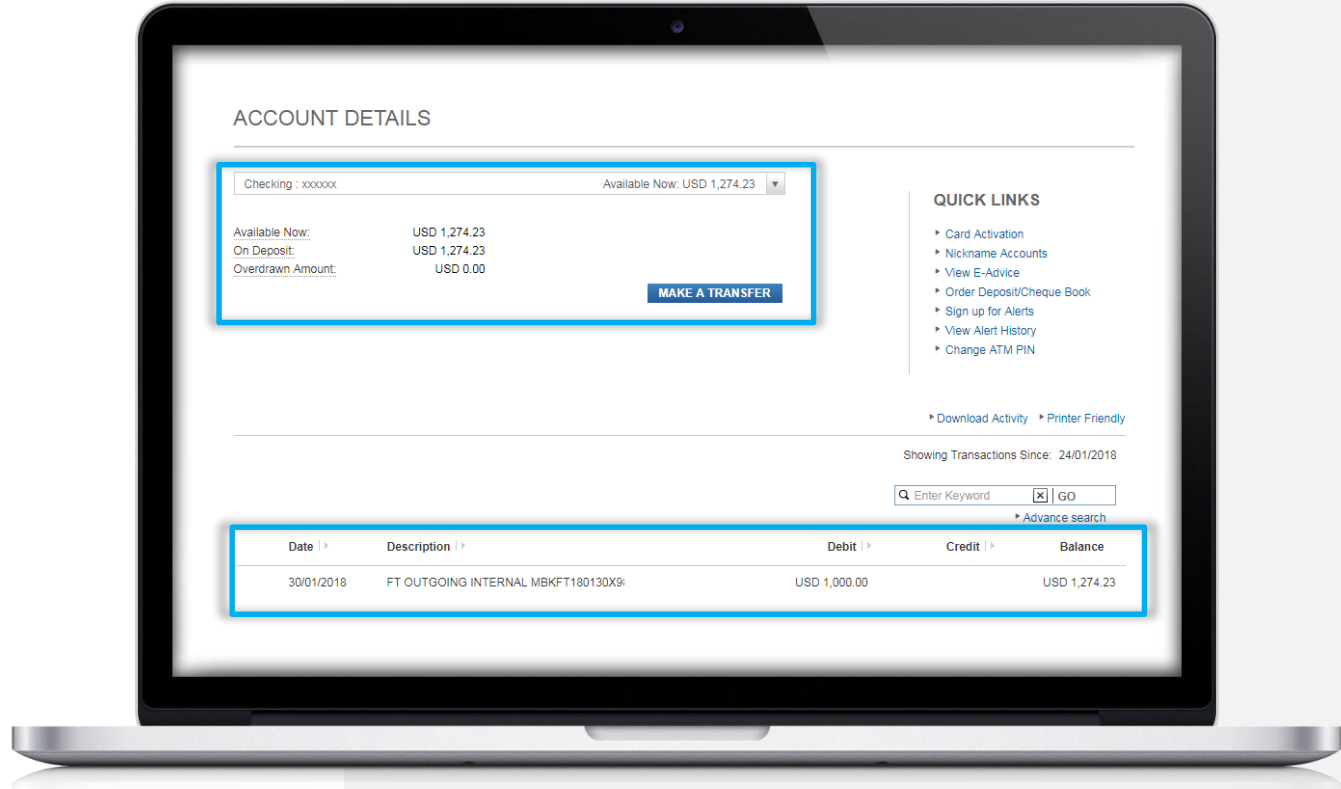 ACCOUNT DETAILS
Checking : xxxxxx Available Now: USD 1,274.23
Available Now: USD 1,274.23
On Deposit: USD 1,274.23
Overdrawn Amount: USD 0.00
MAKE A TRANSFER
QUICK LINKS
Card Activation
Nickname Accounts
View E-Advice
Order Deposit/Cheque Book
Sign up for Alerts
View Alert History
Change ATM PIN
Download Activity Printer Friendly
Showing Transactions Since: 24/01/2018
Enter Keyword GO
Advance search
Date Description Debit Credit Balance
30/01/2018 FT OUTGOING INTERNAL MBKFT180130X9 USD 1,000.00 USD 1,274.23